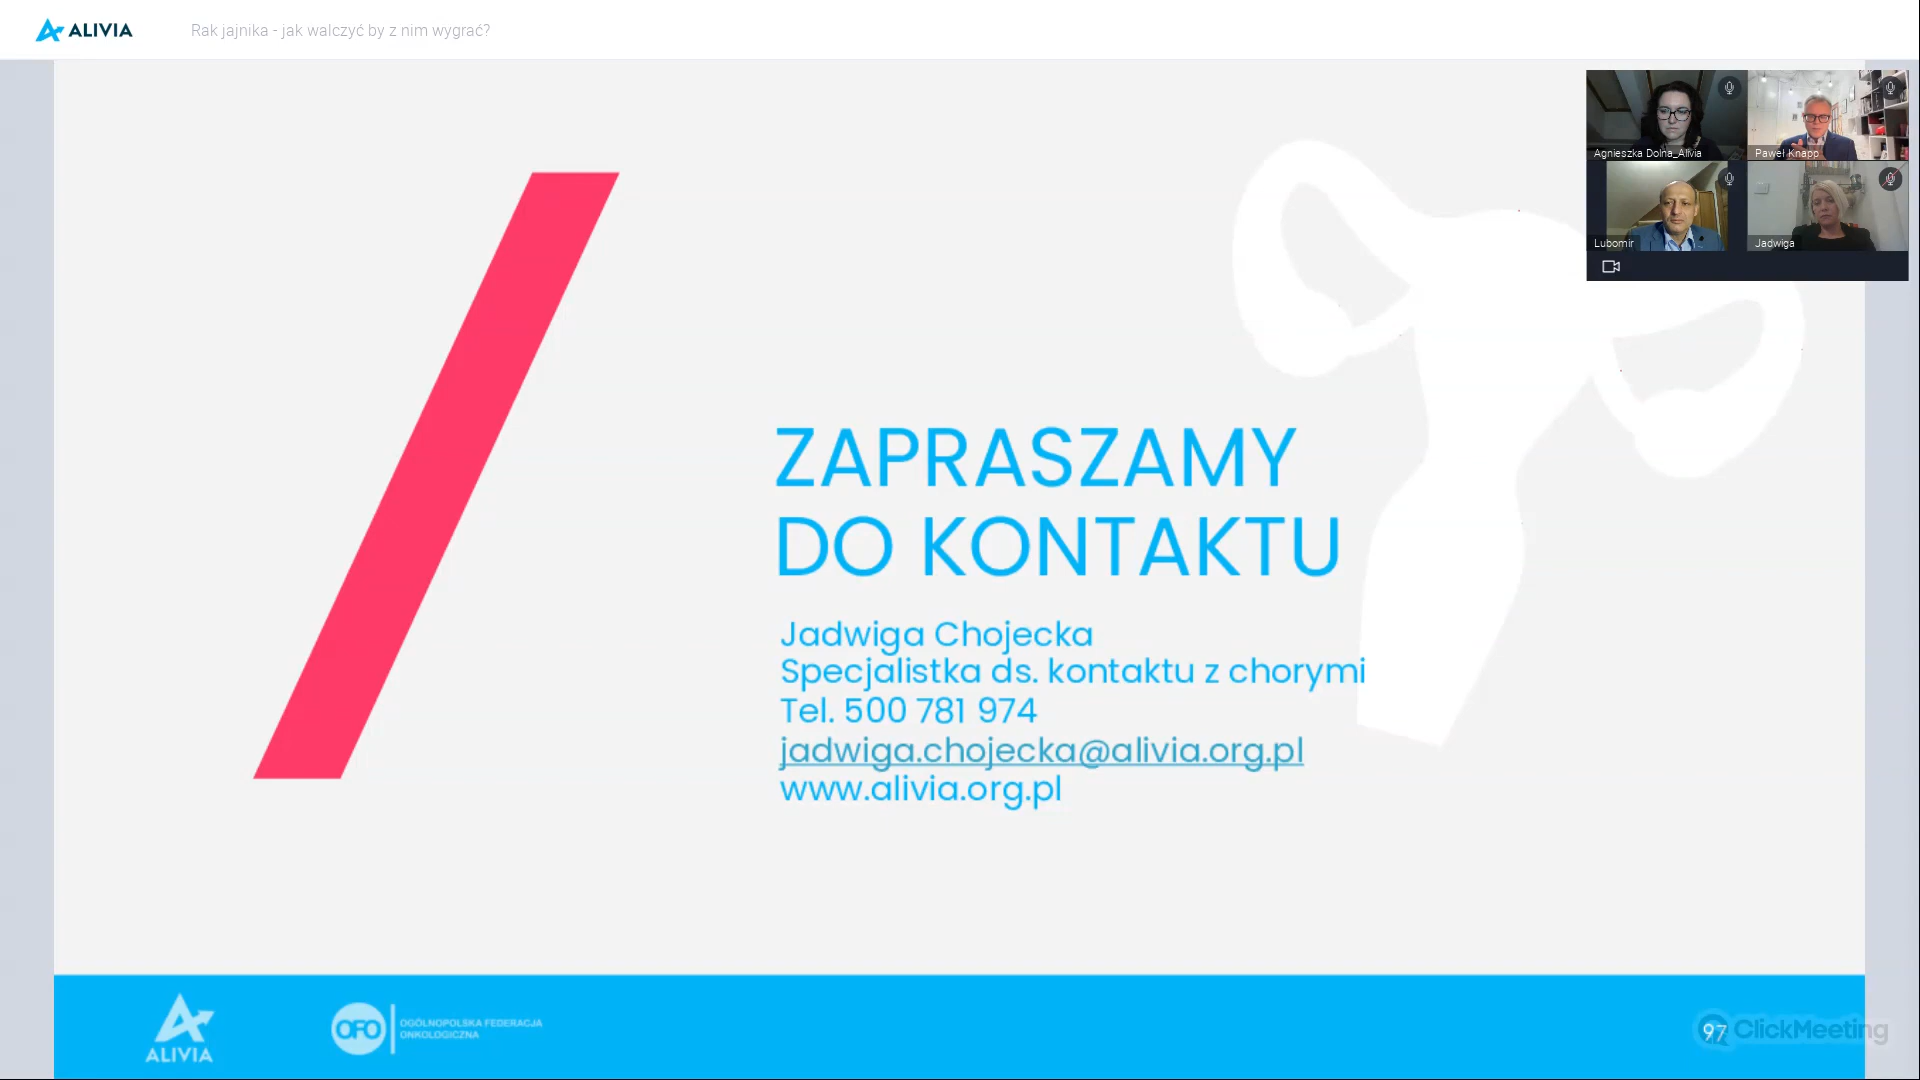 ALIVIA
Rak jajnika - jak walczyć by z nim wygrać?
Agnieszka Dolna_Alivia
Paweł Knapp
Lubomir
Jadwiga
ZAPRASZAMY
DO KONTAKTU
Jadwiga Chojecka
Specjalistka ds. kontaktu z chorymi
Tel. 500 781 974
jadwiga.chojecka@alivia.org.pl
www.alivia.org.pl
ALIVIA
OFO
OGÓLNOPOLSKA FEDERACJA
ONKOLOGICZNA
97
ClickMeeting